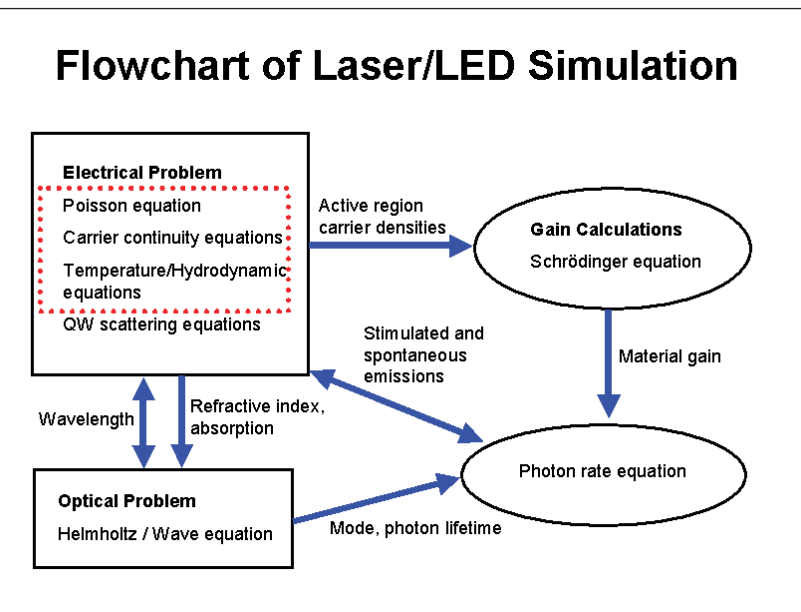 Flowchart of Laser/LED Simulation
Electrical Problem
Poisson equation
Carrier continuity equations
Temperature/Hydrodynamic
equations
QW scattering equations
Active region
carrier densities
Gain Calculations
Schrödinger equation
Stimulated and
spontaneous
emissions
Material gain
Wavelength
Refractive index,
absorption
Photon rate equation
Optical Problem
Helmholtz / Wave equation
Mode, photon lifetime